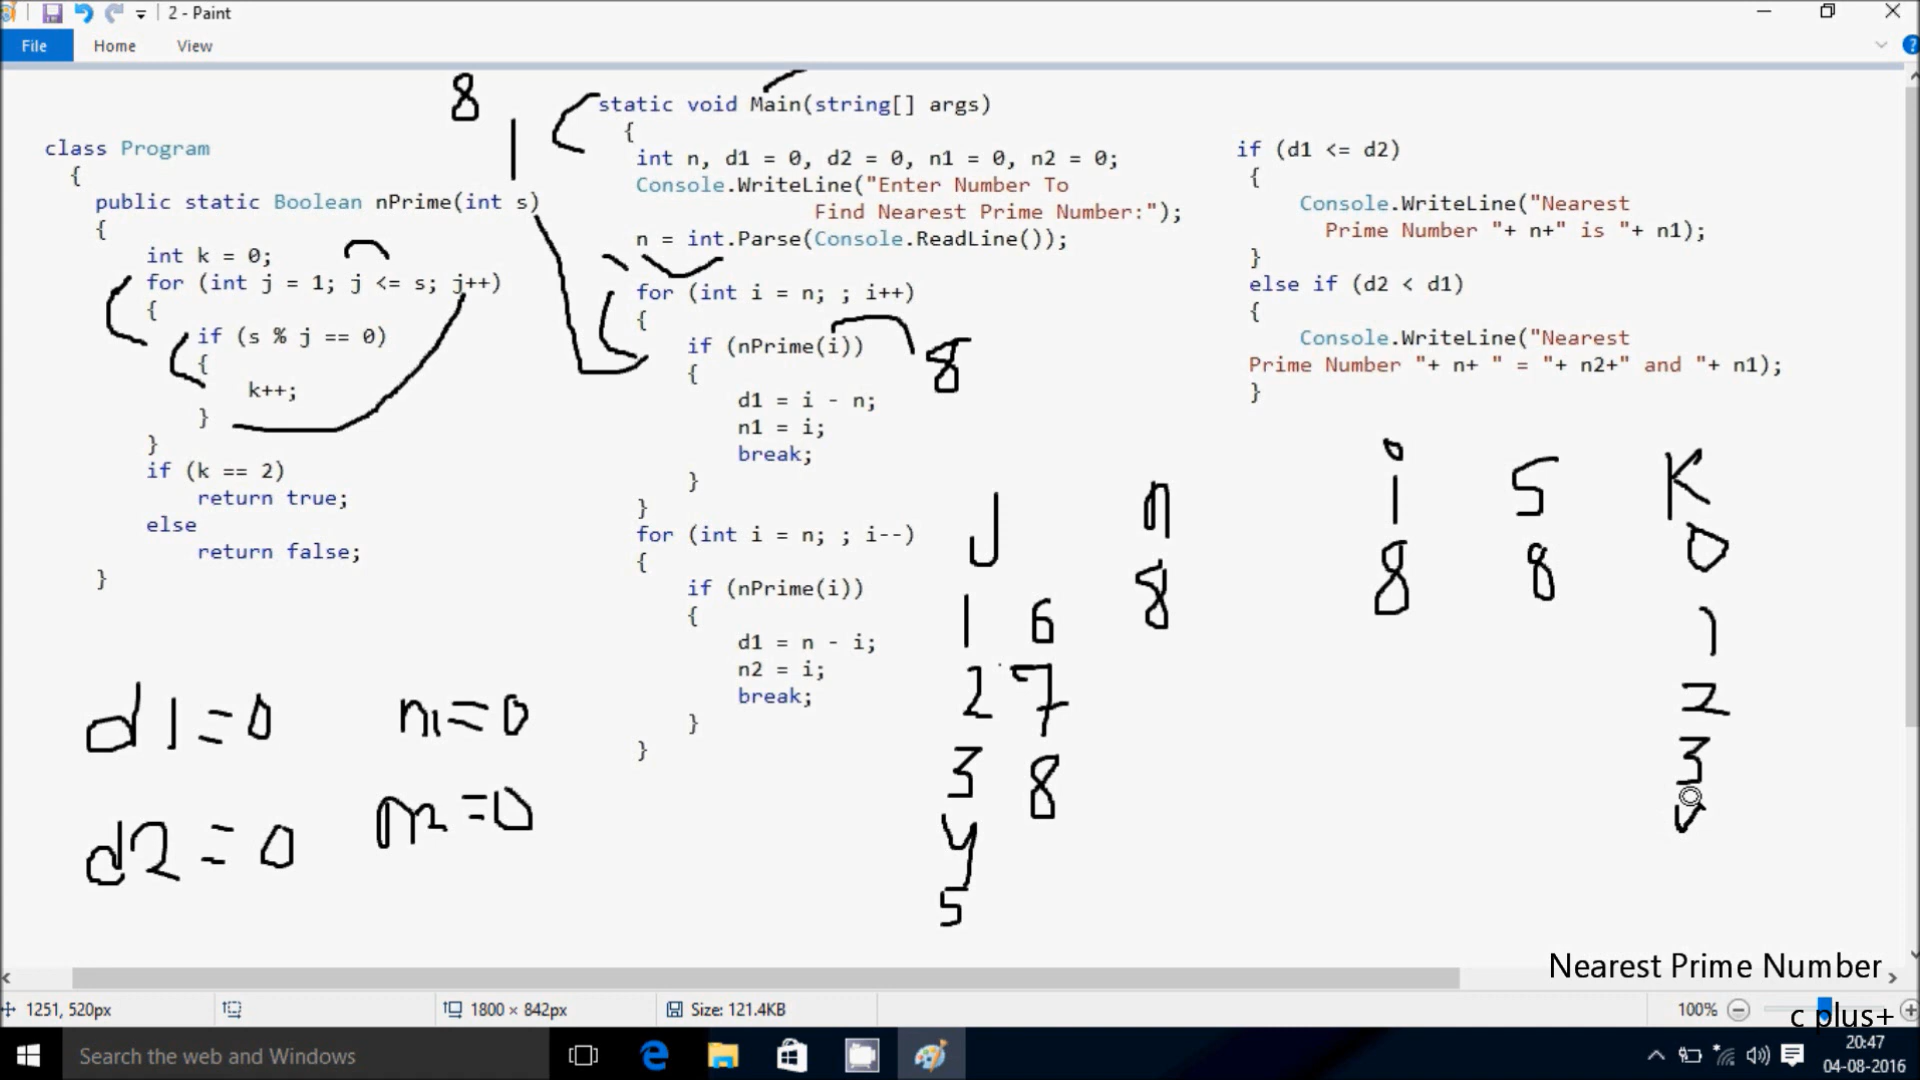 2 - Paint
File Home View
8
1
class Program
{
public static Boolean nPrime(int s)
{
int k = 0;
for (int j = 1; j <= s; j++)
{
if (s % j == 0)
{
k++;
}
}
if (k == 2)
return true;
else
return false;
}
static void Main(string[] args)
{
int n, d1 = 0, d2 = 0, n1 = 0, n2 = 0;
Console.WriteLine("Enter Number To
Find Nearest Prime Number:");
n = int.Parse(Console.ReadLine());
for (int i = n; ; i++)
{
if (nPrime(i))
8
{
d1 = i - n;
n1 = i;
break;
}
}
for (int i = n; ; i--)
{
if (nPrime(i))
{
d1 = n - i;
n2 = i;
break;
}
}
if (d1 <= d2)
{
Console.WriteLine("Nearest
Prime Number "+ n+" is "+ n1);
}
else if (d2 < d1)
{
Console.WriteLine("Nearest
Prime Number "+ n+ " = "+ n2+" and "+ n1);
}
J n i S K
8 8 8 0
1 6 1
2 7 2
3 8 3
4
5
d1=0 n1=0
d2=0 n2=0
Nearest Prime Number
1251, 520px 1800 × 842px Size: 121.4KB 100%
c plus+
Search the web and Windows
20:47
04-08-2016